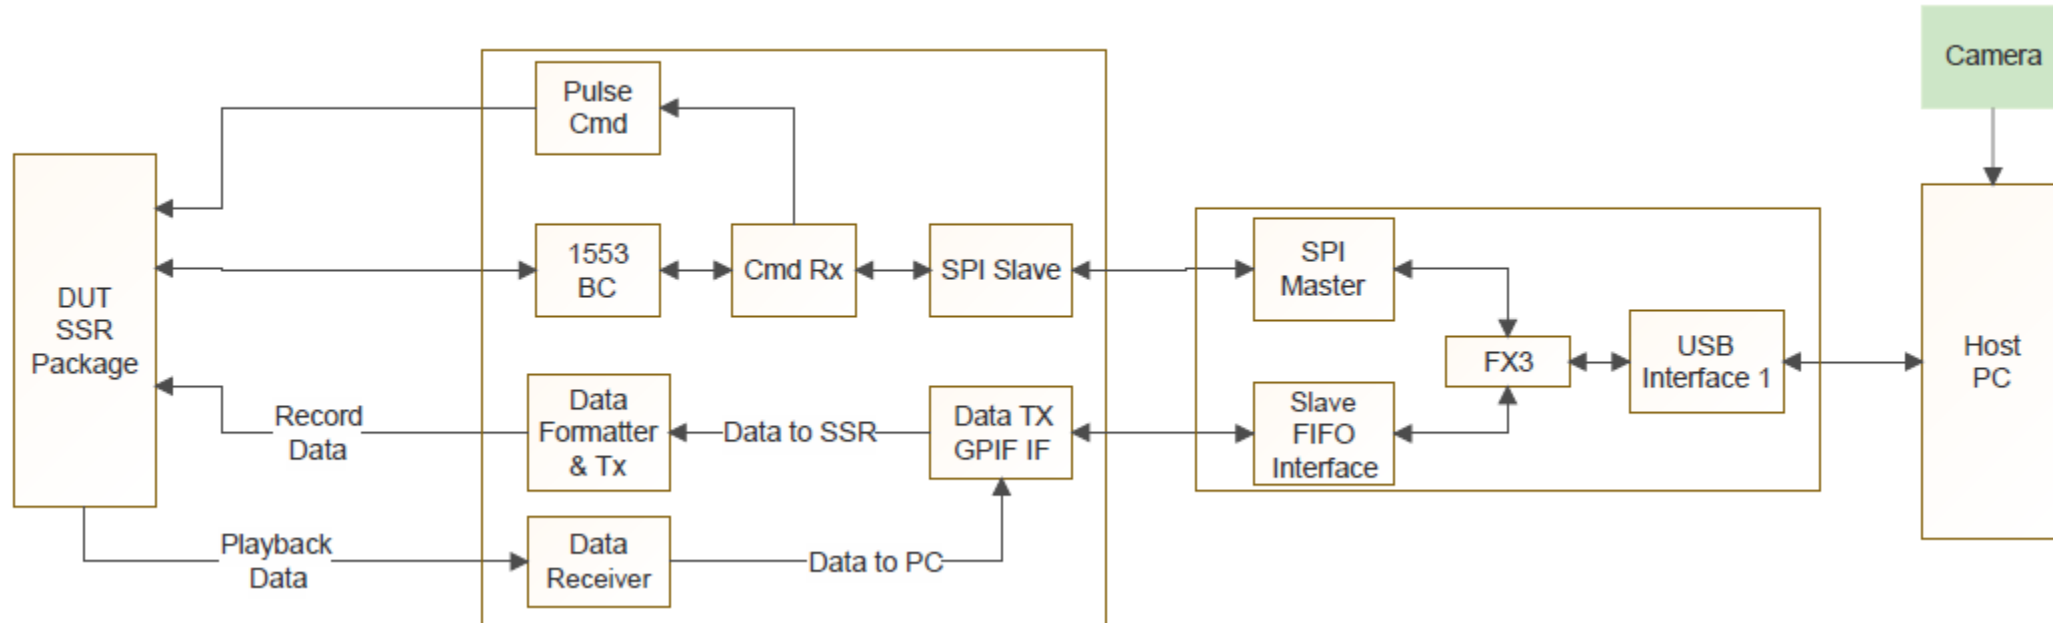 Camera
Pulse
Cmd
1553
BC
Cmd Rx
SPI Slave
SPI
Master
DUT
SSR
Package
FX3
USB
Interface 1
Host
PC
Record
Data
Data
Formatter
& Tx
Data to SSR
Data TX
GPIF IF
Slave
FIFO
Interface
Playback
Data
Data
Receiver
Data to PC